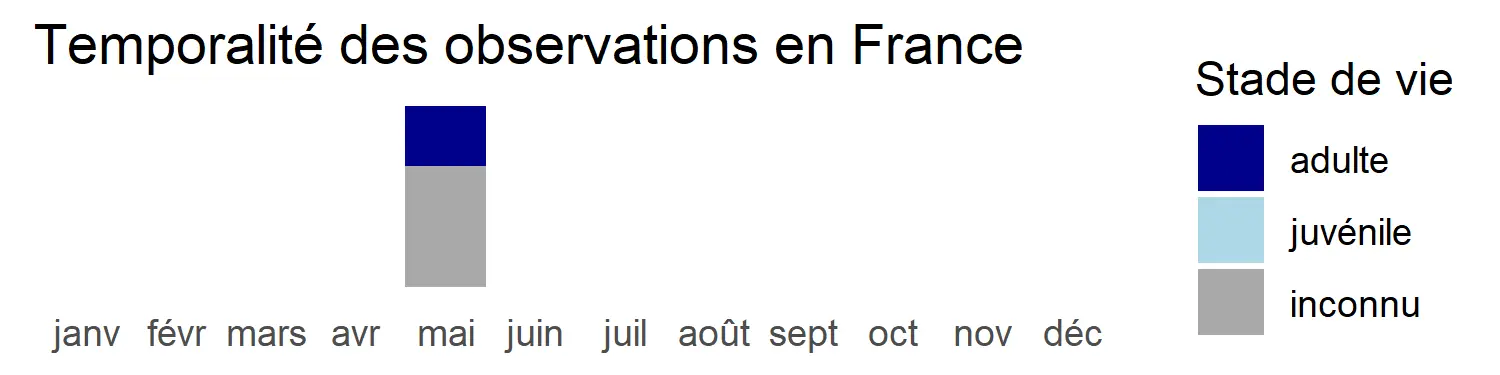 Temporalité des observations en France
Stade de vie
adulte
juvénile
inconnu
janv févr mars avr mai juin juil août sept oct nov déc